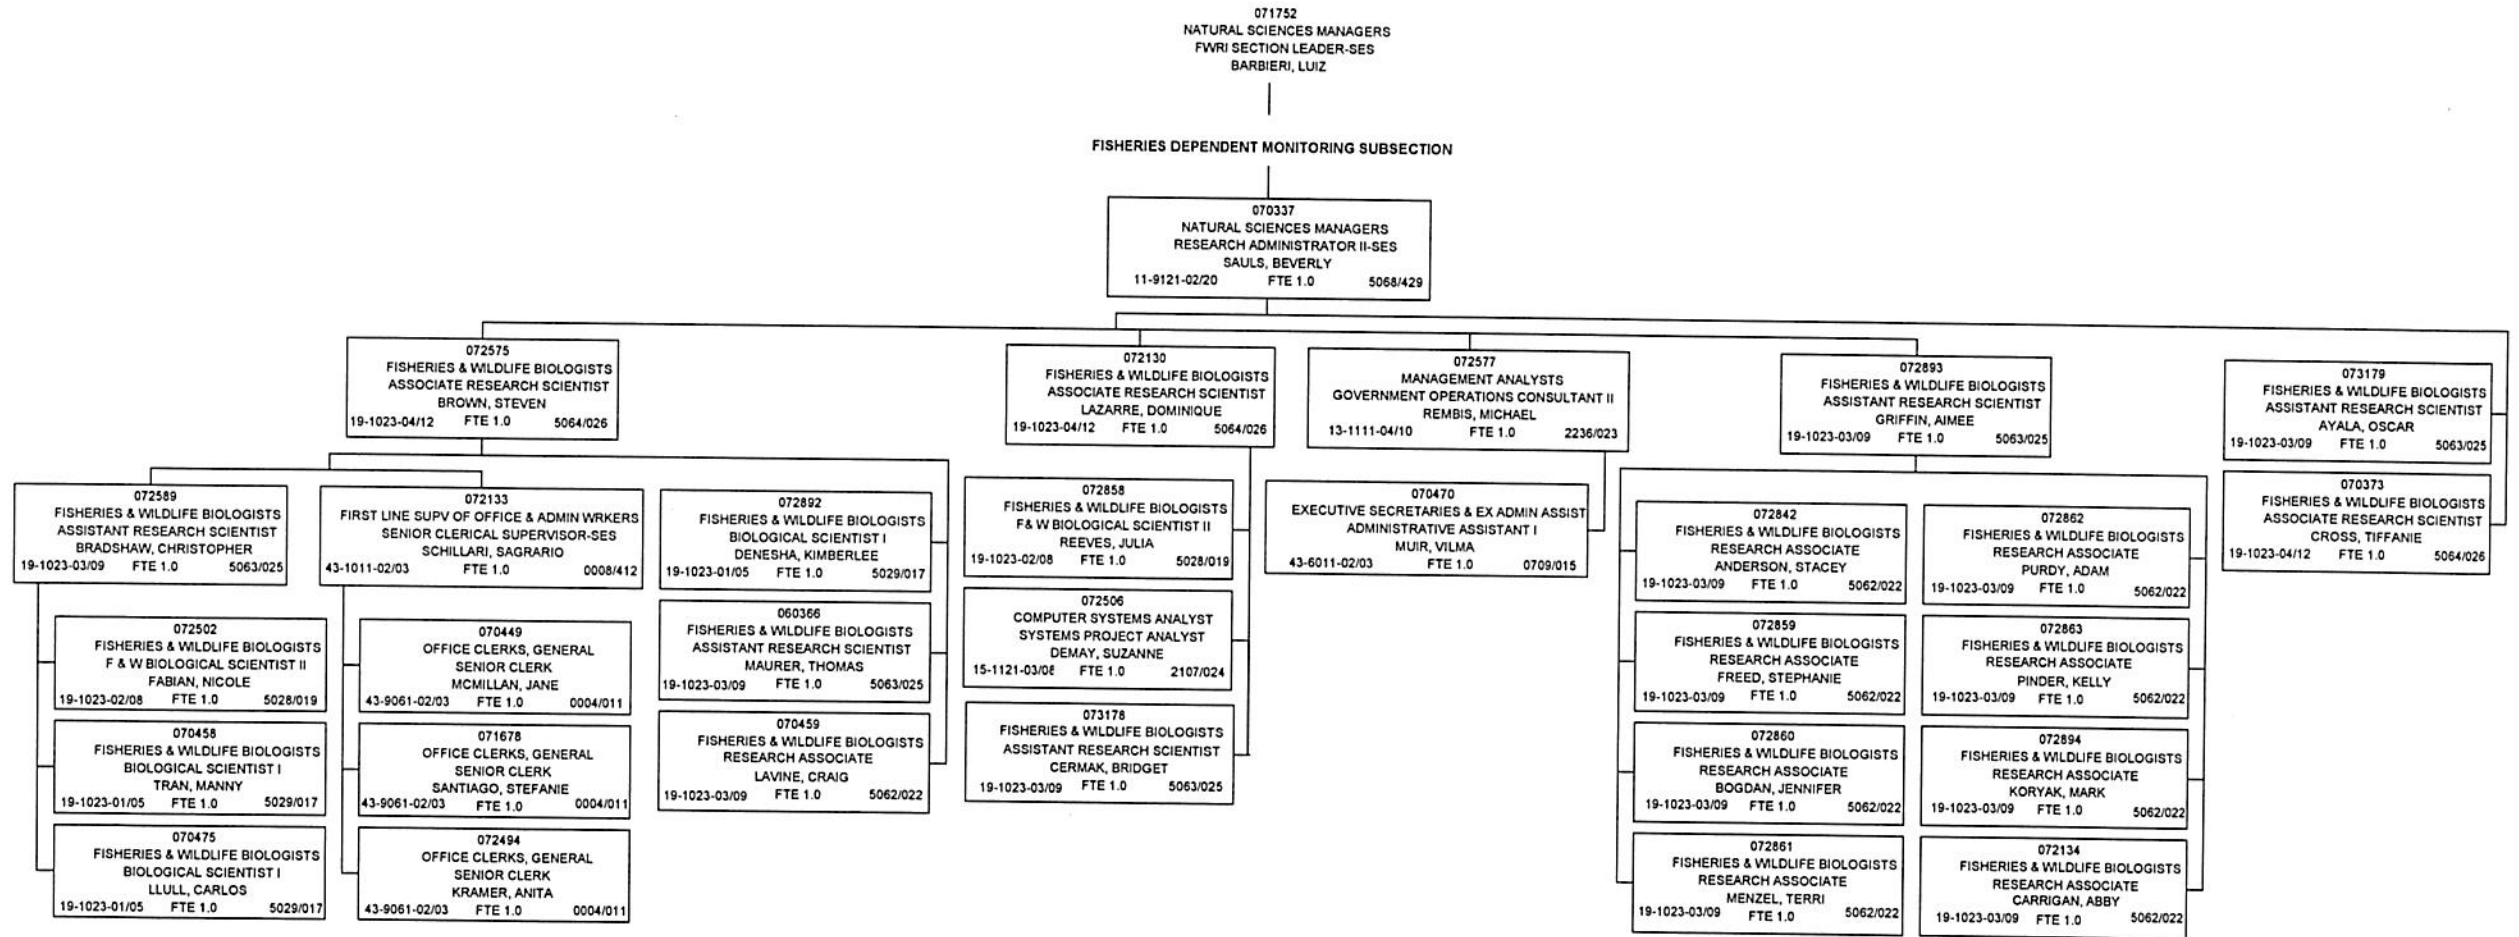 071752
NATURAL SCIENCES MANAGERS
FWRI SECTION LEADER-SES
BARBIERI, LUIZ
FISHERIES DEPENDENT MONITORING SUBSECTION
070337
NATURAL SCIENCES MANAGERS
RESEARCH ADMINISTRATOR II-SES
SAULS, BEVERLY
11-9121-02/20 FTE 1.0 5068/429
072575
FISHERIES & WILDLIFE BIOLOGISTS
ASSOCIATE RESEARCH SCIENTIST
BROWN, STEVEN
19-1023-04/12 FTE 1.0 5064/026
072130
FISHERIES & WILDLIFE BIOLOGISTS
ASSOCIATE RESEARCH SCIENTIST
LAZARRE, DOMINIQUE
19-1023-04/12 FTE 1.0 5064/026
072577
MANAGEMENT ANALYSTS
GOVERNMENT OPERATIONS CONSULTANT II
REMBIS, MICHAEL
13-1111-04/10 FTE 1.0 2236/023
072893
FISHERIES & WILDLIFE BIOLOGISTS
ASSISTANT RESEARCH SCIENTIST
GRIFFIN, AIMEE
19-1023-03/09 FTE 1.0 5063/025
073179
FISHERIES & WILDLIFE BIOLOGISTS
ASSISTANT RESEARCH SCIENTIST
AYALA, OSCAR
19-1023-03/09 FTE 1.0 5063/025
070373
FISHERIES & WILDLIFE BIOLOGISTS
ASSOCIATE RESEARCH SCIENTIST
CROSS, TIFFANIE
19-1023-04/12 FTE 1.0 5064/026
072589
FISHERIES & WILDLIFE BIOLOGISTS
ASSISTANT RESEARCH SCIENTIST
BRADSHAW, CHRISTOPHER
19-1023-03/09 FTE 1.0 5063/025
072133
FIRST LINE SUPV OF OFFICE & ADMIN WRKERS
SENIOR CLERICAL SUPERVISOR-SES
SCHILLARI, SAGRARIO
43-1011-02/03 FTE 1.0 0008/412
072892
FISHERIES & WILDLIFE BIOLOGISTS
BIOLOGICAL SCIENTIST I
DENESHA, KIMBERLEE
19-1023-01/05 FTE 1.0 5029/017
072858
FISHERIES & WILDLIFE BIOLOGISTS
F& W BIOLOGICAL SCIENTIST II
REEVES, JULIA
19-1023-02/08 FTE 1.0 5028/019
070470
EXECUTIVE SECRETARIES & EX ADMIN ASSIST
ADMINISTRATIVE ASSISTANT I
MUIR, VILMA
43-6011-02/03 FTE 1.0 0709/015
072842
FISHERIES & WILDLIFE BIOLOGISTS
RESEARCH ASSOCIATE
ANDERSON, STACEY
19-1023-03/09 FTE 1.0 5062/022
072862
FISHERIES & WILDLIFE BIOLOGISTS
RESEARCH ASSOCIATE
PURDY, ADAM
19-1023-03/09 FTE 1.0 5062/022
072502
FISHERIES & WILDLIFE BIOLOGISTS
F & W BIOLOGICAL SCIENTIST II
FABIAN, NICOLE
19-1023-02/08 FTE 1.0 5028/019
070449
OFFICE CLERKS, GENERAL
SENIOR CLERK
MCMILLAN, JANE
43-9061-02/03 FTE 1.0 0004/011
060366
FISHERIES & WILDLIFE BIOLOGISTS
ASSISTANT RESEARCH SCIENTIST
MAURER, THOMAS
19-1023-03/09 FTE 1.0 5063/025
072506
COMPUTER SYSTEMS ANALYST
SYSTEMS PROJECT ANALYST
DEMAY, SUZANNE
15-1121-03/08 FTE 1.0 2107/024
072859
FISHERIES & WILDLIFE BIOLOGISTS
RESEARCH ASSOCIATE
FREED, STEPHANIE
19-1023-03/09 FTE 1.0 5062/022
072863
FISHERIES & WILDLIFE BIOLOGISTS
RESEARCH ASSOCIATE
PINDER, KELLY
19-1023-03/09 FTE 1.0 5062/022
070458
FISHERIES & WILDLIFE BIOLOGISTS
BIOLOGICAL SCIENTIST I
TRAN, MANNY
19-1023-01/05 FTE 1.0 5029/017
071678
OFFICE CLERKS, GENERAL
SENIOR CLERK
SANTIAGO, STEFANIE
43-9061-02/03 FTE 1.0 0004/011
070459
FISHERIES & WILDLIFE BIOLOGISTS
RESEARCH ASSOCIATE
LAVINE, CRAIG
19-1023-03/09 FTE 1.0 5062/022
073178
FISHERIES & WILDLIFE BIOLOGISTS
ASSISTANT RESEARCH SCIENTIST
CERMAK, BRIDGET
19-1023-03/09 FTE 1.0 5063/025
072860
FISHERIES & WILDLIFE BIOLOGISTS
RESEARCH ASSOCIATE
BOGDAN, JENNIFER
19-1023-03/09 FTE 1.0 5062/022
072894
FISHERIES & WILDLIFE BIOLOGISTS
RESEARCH ASSOCIATE
KORYAK, MARK
19-1023-03/09 FTE 1.0 5062/022
070475
FISHERIES & WILDLIFE BIOLOGISTS
BIOLOGICAL SCIENTIST I
LLULL, CARLOS
19-1023-01/05 FTE 1.0 5029/017
072494
OFFICE CLERKS, GENERAL
SENIOR CLERK
KRAMER, ANITA
43-9061-02/03 FTE 1.0 0004/011
072861
FISHERIES & WILDLIFE BIOLOGISTS
RESEARCH ASSOCIATE
MENZEL, TERRI
19-1023-03/09 FTE 1.0 5062/022
072134
FISHERIES & WILDLIFE BIOLOGISTS
RESEARCH ASSOCIATE
CARRIGAN, ABBY
19-1023-03/09 FTE 1.0 5062/022